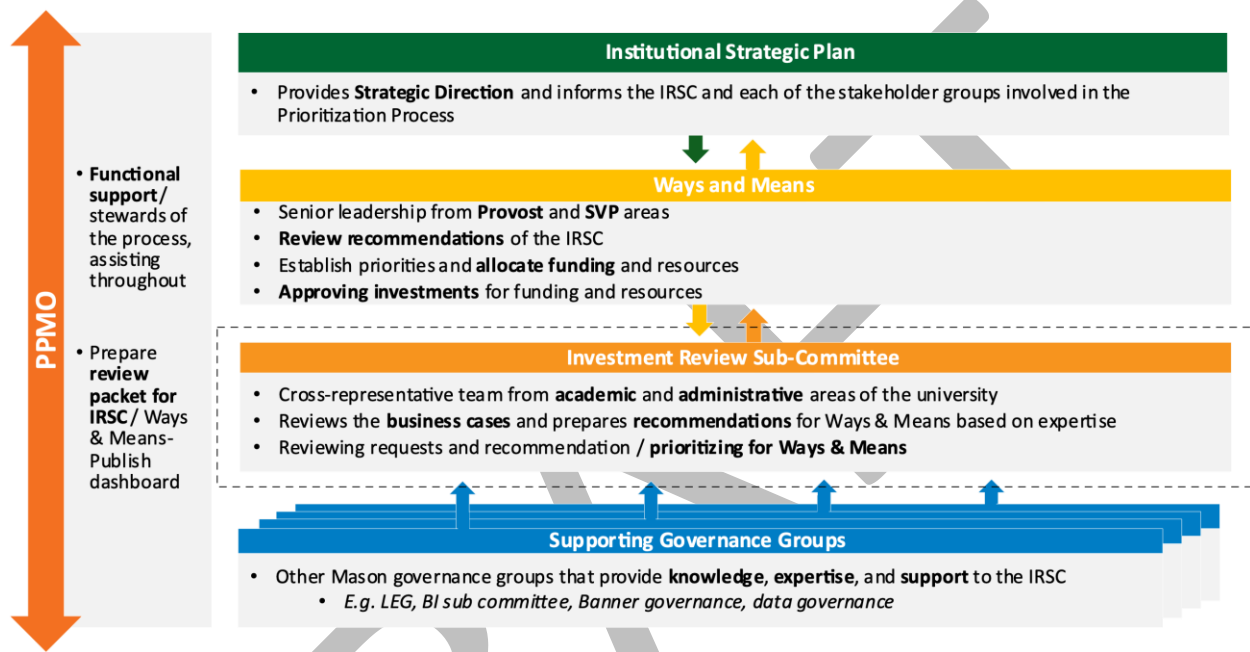 PPMO
• Functional
support/
stewards of
the process,
assisting
throughout
• Prepare
review
packet for
IRSC/ Ways
& Means-
Publish
dashboard
Institutional Strategic Plan
• Provides Strategic Direction and informs the IRSC and each of the stakeholder groups involved in the
Prioritization Process
Ways and Means
• Senior leadership from Provost and SVP areas
• Review recommendations of the IRSC
• Establish priorities and allocate funding and resources
• Approving investments for funding and resources
Investment Review Sub-Committee
• Cross-representative team from academic and administrative areas of the university
• Reviews the business cases and prepares recommendations for Ways & Means based on expertise
• Reviewing requests and recommendation / prioritizing for Ways & Means
Supporting Governance Groups
• Other Mason governance groups that provide knowledge, expertise, and support to the IRSC
• E.g. LEG, BI sub committee, Banner governance, data governance